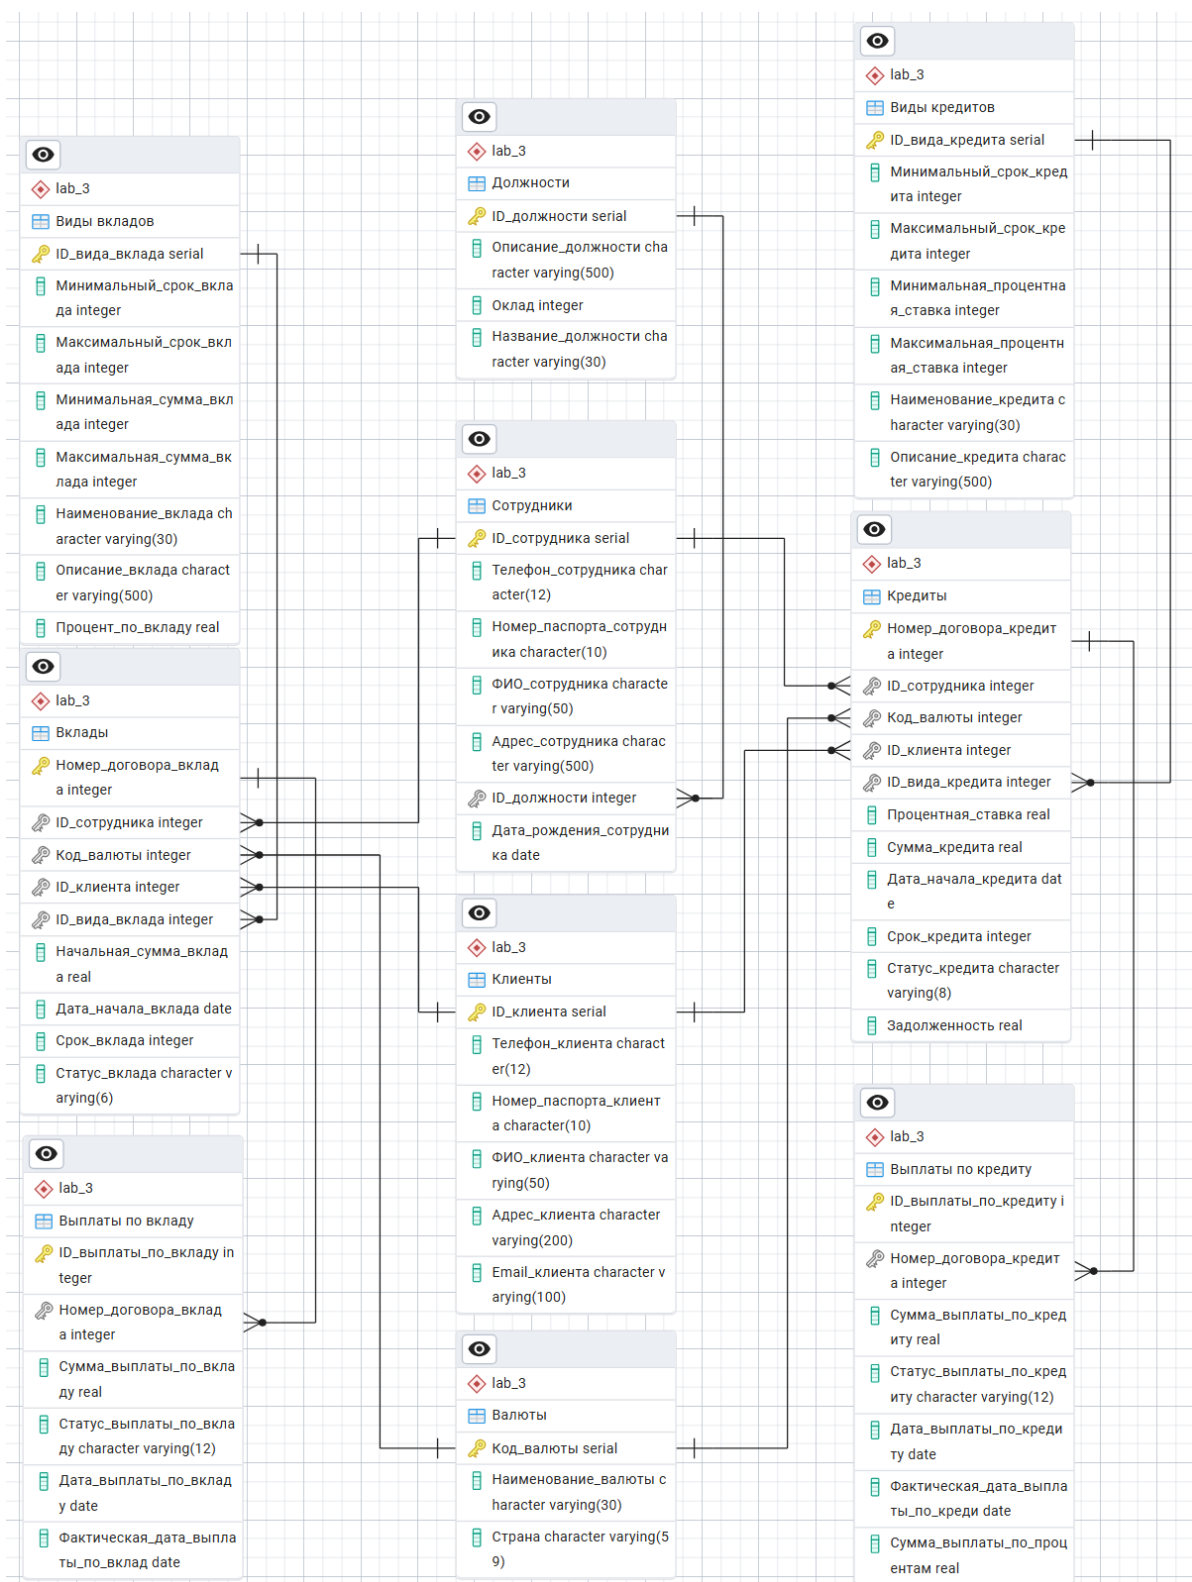 lab_3
Виды вкладов
ID_вида_вклада serial
Минимальный_срок_вкла
да integer
Максимальный_срок_вкл
ада integer
Минимальная_сумма_вкл
ада integer
Максимальная_сумма_вк
лада integer
Наименование_вклада ch
aracter varying(30)
Описание_вклада charact
er varying(500)
Процент_по_вкладу real
lab_3
Вклады
Номер_договора_вклад
а integer
ID_сотрудника integer
Код_валюты integer
ID_клиента integer
ID_вида_вклада integer
Начальная_сумма_вклад
а real
Дата_начала_вклада date
Срок_вклада integer
Статус_вклада character v
arying(6)
lab_3
Выплаты по вкладу
ID_выплаты_по_вкладу in
teger
Номер_договора_вклад
а integer
Сумма_выплаты_по_вкла
ду real
Статус_выплаты_по_вкла
ду character varying(12)
Дата_выплаты_по_вклад
у date
Фактическая_дата_выпла
ты_по_вклад date
lab_3
Должности
ID_должности serial
Описание_должности cha
racter varying(500)
Оклад integer
Название_должности cha
racter varying(30)
lab_3
Сотрудники
ID_сотрудника serial
Телефон_сотрудника char
acter(12)
Номер_паспорта_сотрудн
ика character(10)
ФИО_сотрудника characte
r varying(50)
Адрес_сотрудника charac
ter varying(500)
ID_должности integer
Дата_рождения_сотрудни
ка date
lab_3
Клиенты
ID_клиента serial
Телефон_клиента charact
er(12)
Номер_паспорта_клиент
а character(10)
ФИО_клиента character va
rying(50)
Адрес_клиента character
varying(200)
Email_клиента character v
arying(100)
lab_3
Валюты
Код_валюты serial
Наименование_валюты c
haracter varying(30)
Страна character varying(5
9)
lab_3
Виды кредитов
ID_вида_кредита serial
Минимальный_срок_кред
ита integer
Максимальный_срок_кре
дита integer
Минимальная_процентна
я_ставка integer
Максимальная_процентн
ая_ставка integer
Наименование_кредита c
haracter varying(30)
Описание_кредита charac
ter varying(500)
lab_3
Кредиты
Номер_договора_кредит
а integer
ID_сотрудника integer
Код_валюты integer
ID_клиента integer
ID_вида_кредита integer
Процентная_ставка real
Сумма_кредита real
Дата_начала_кредита dat
e
Срок_кредита integer
Статус_кредита character
varying(8)
Задолженность real
lab_3
Выплаты по кредиту
ID_выплаты_по_кредиту i
nteger
Номер_договора_кредит
а integer
Сумма_выплаты_по_кред
иту real
Статус_выплаты_по_кред
иту character varying(12)
Дата_выплаты_по_креди
ту date
Фактическая_дата_выпла
ты_по_креди date
Сумма_выплаты_по_проц
ентам real